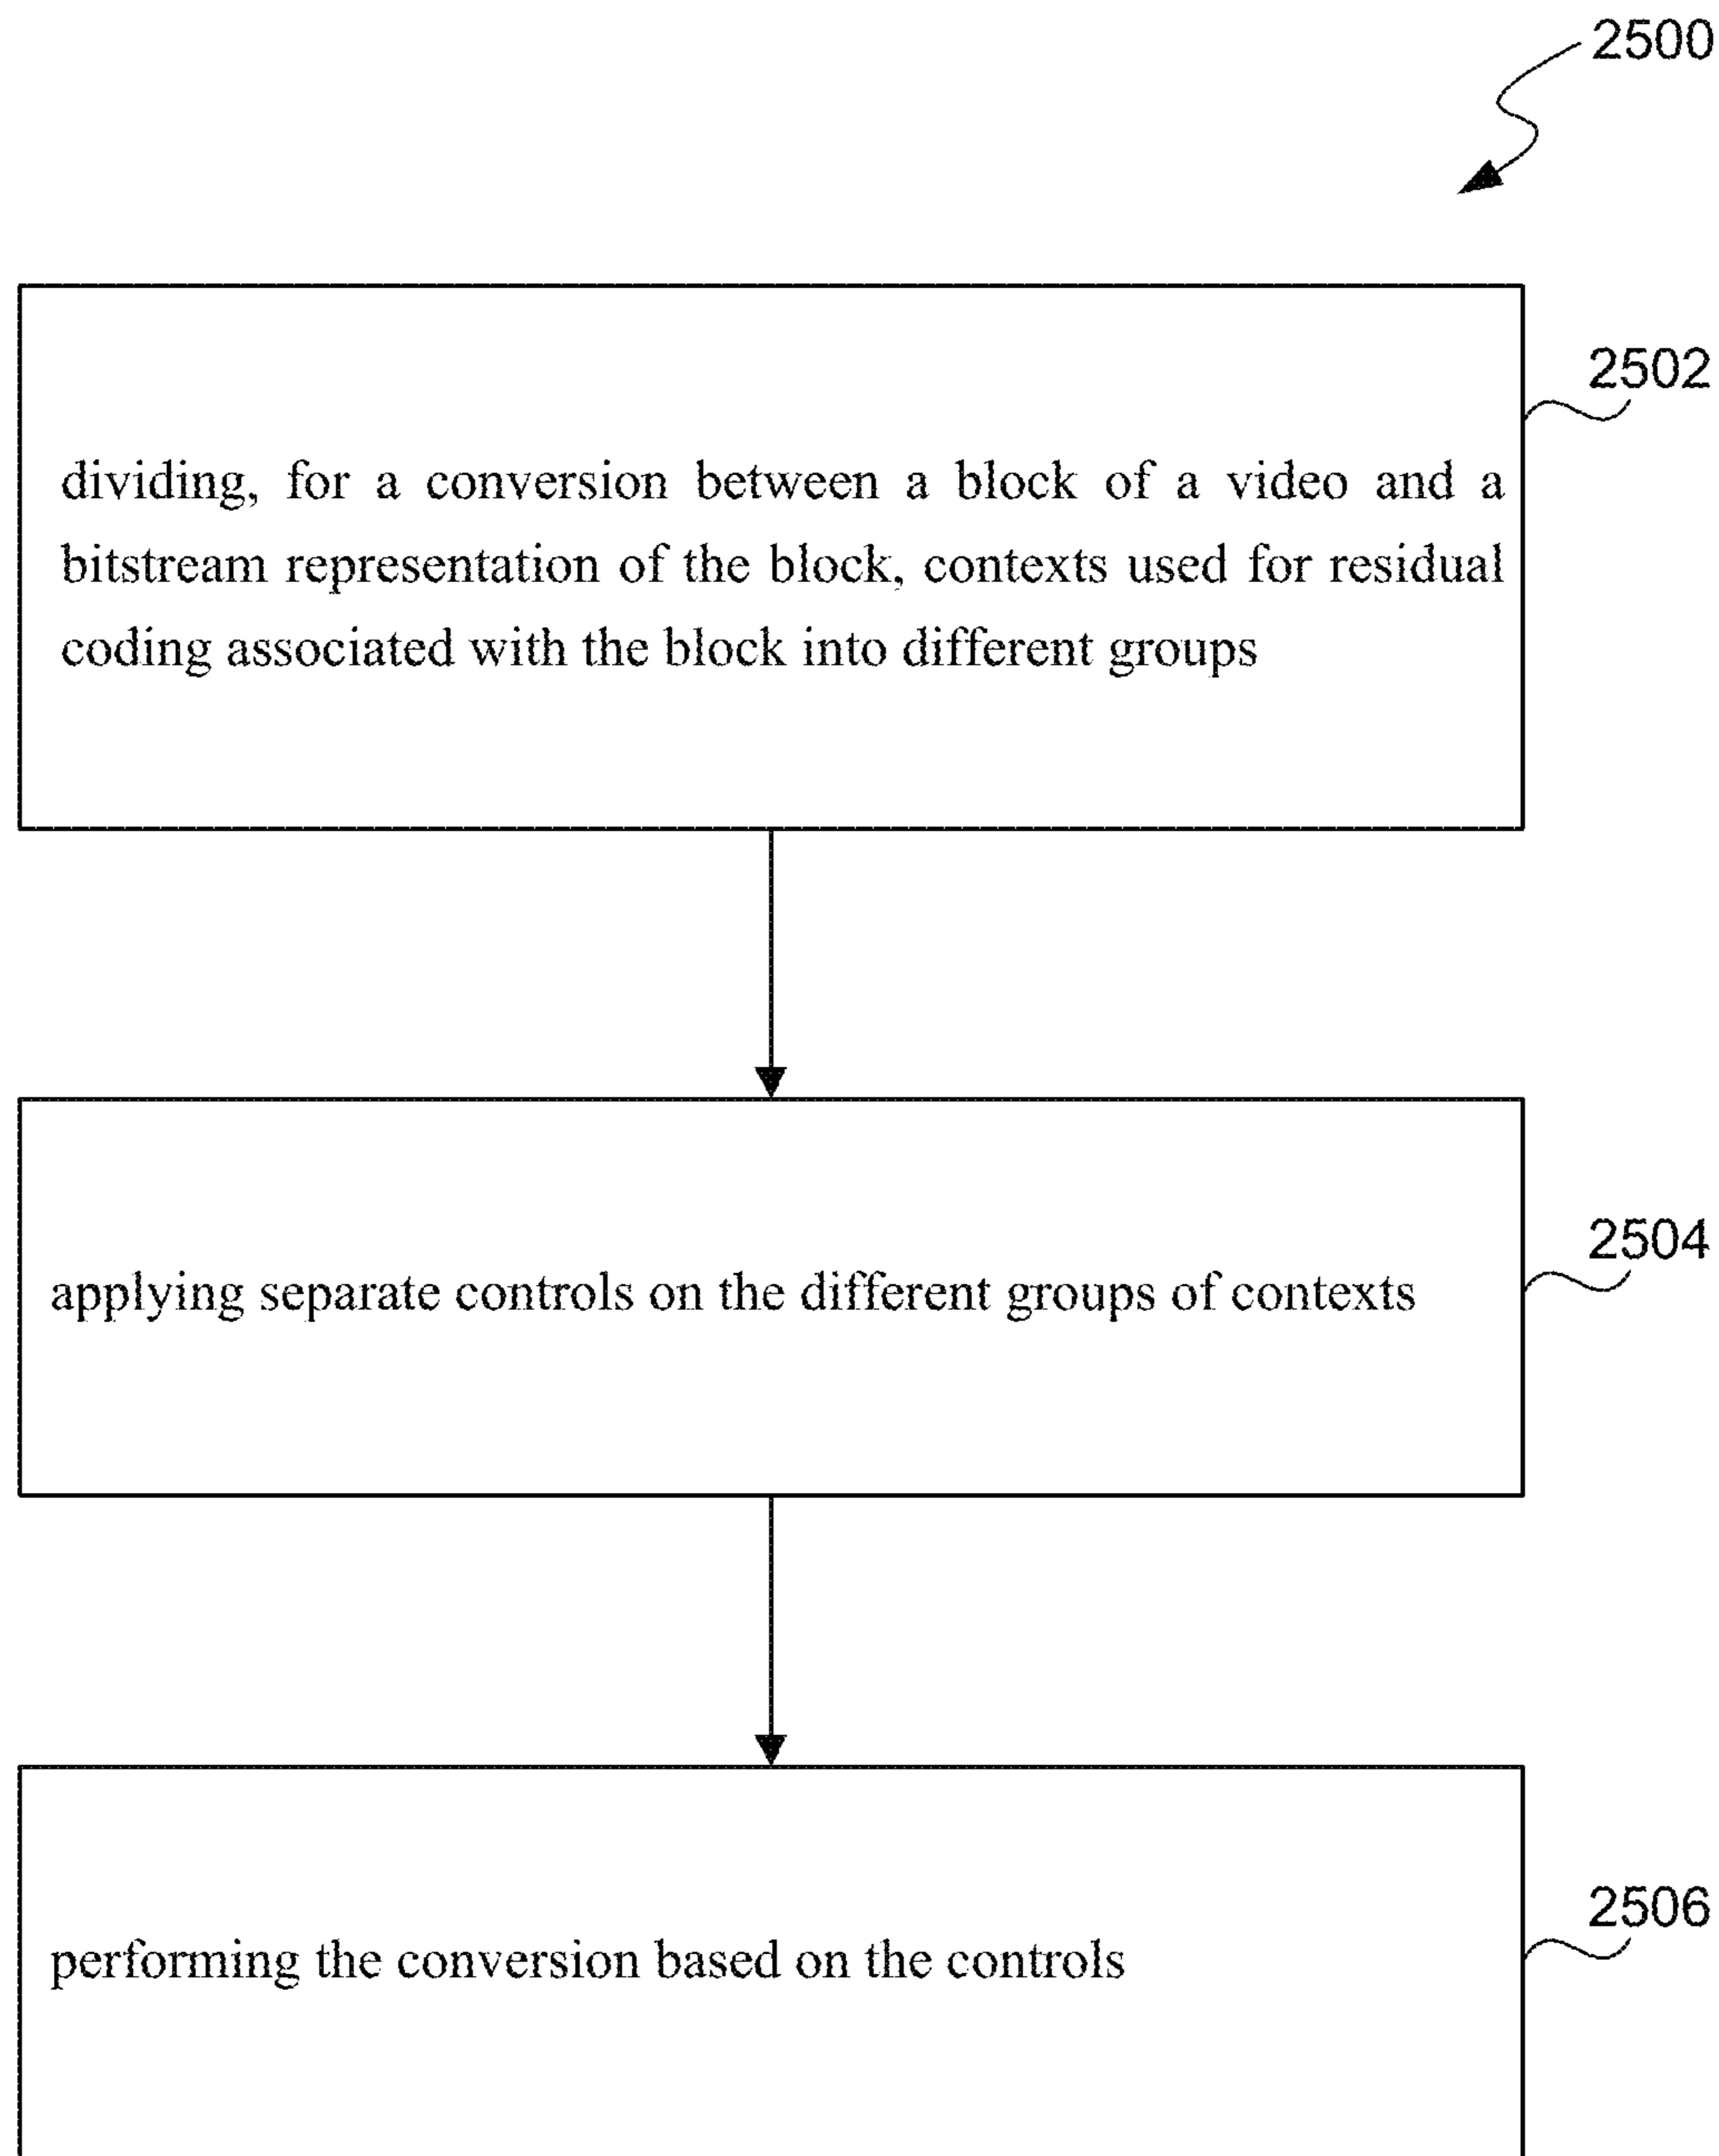 2500
2502
dividing, for a conversion between a block of a video and a
bitstream representation of the block, contexts used for residual
coding associated with the block into different groups
2504
applying separate controls on the different groups of contexts
2506
performing the conversion based on the controls